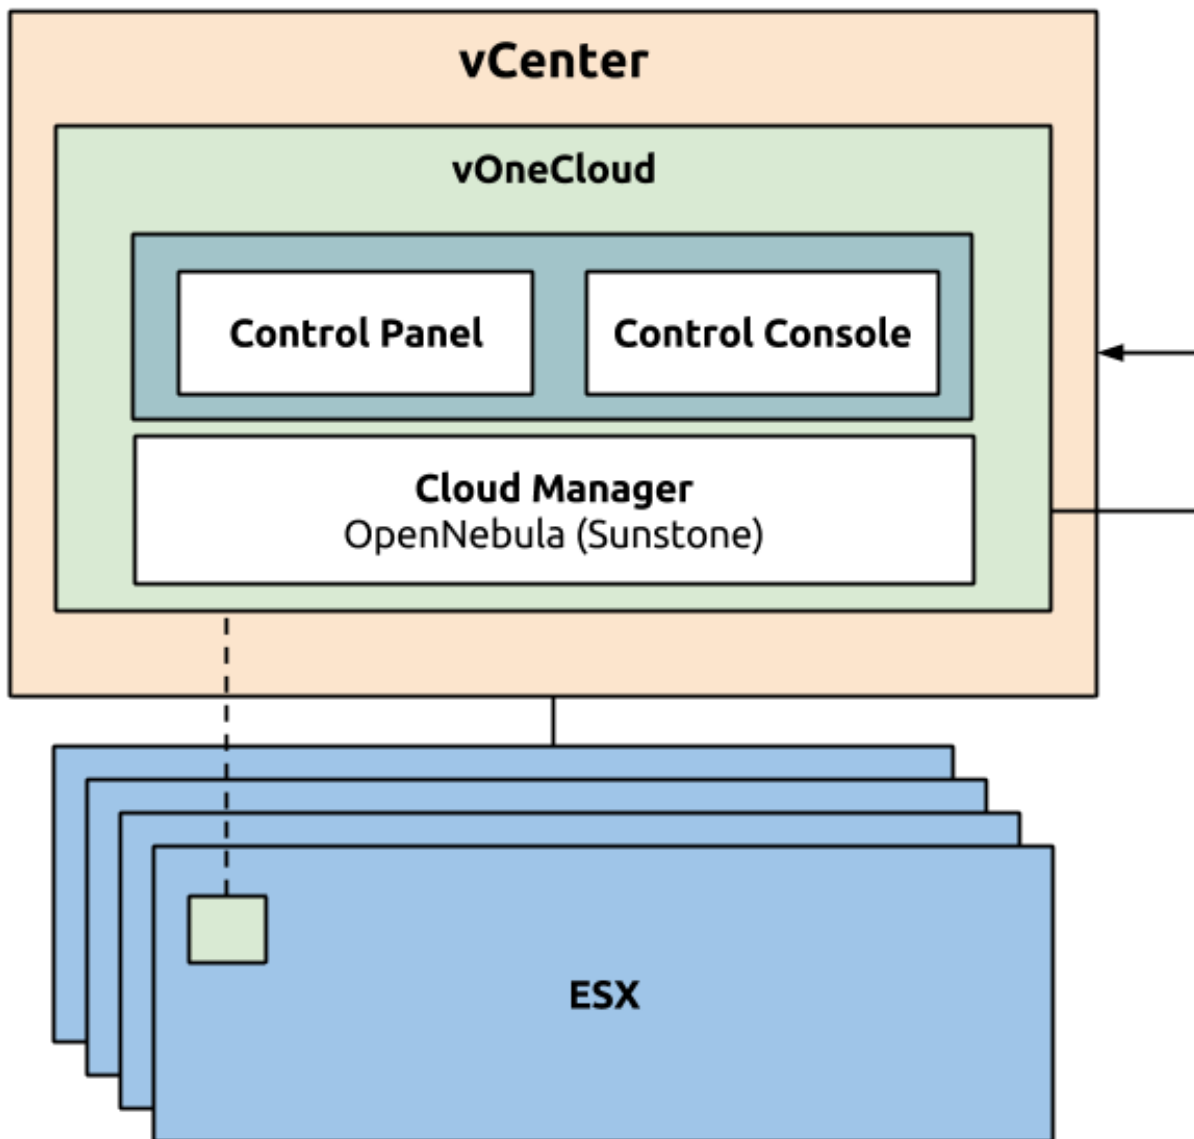 vCenter
vOneCloud
Control Panel
Control Console
Cloud Manager
OpenNebula (Sunstone)
ESX